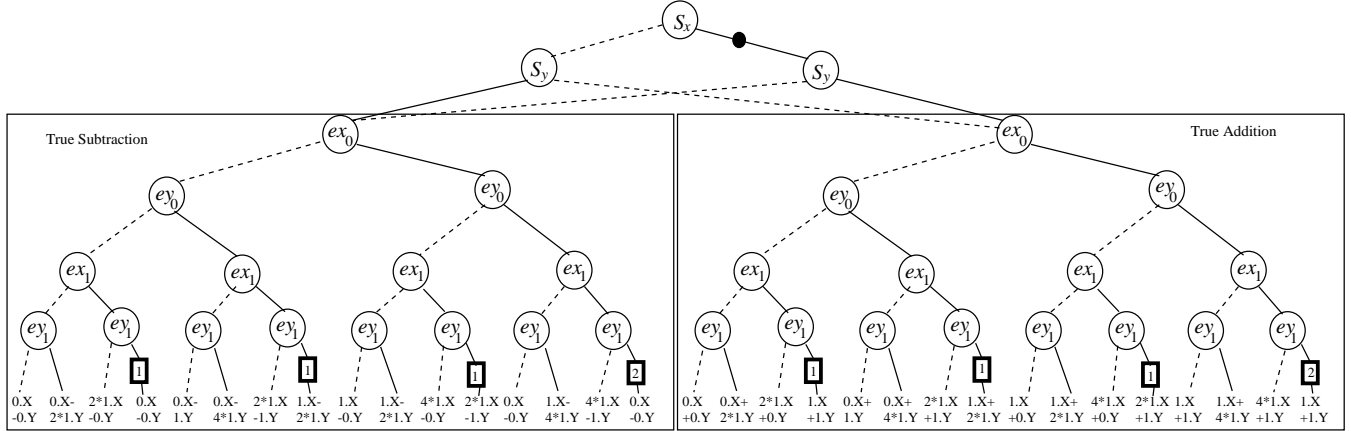 Sx
Sy Sy
True Subtraction ex0 ex0 True Addition
ey0 ey0 ey0 ey0
ex1 ex1 ex1 ex1 ex1 ex1 ex1 ex1
ey1 ey1 ey1 ey1 ey1 ey1 ey1 ey1 ey1 ey1 ey1 ey1 ey1 ey1 ey1 ey1
1 1 1 2 1 1 1 2
0.X 0.X- 2*1.X 0.X 0.X- 0.X- 2*1.X 1.X- 1.X 1.X- 4*1.X 2*1.X 0.X 1.X- 4*1.X 0.X 0.X 0.X+ 2*1.X 1.X 0.X+ 0.X+ 2*1.X 1.X+ 1.X 1.X+ 4*1.X 2*1.X 1.X 1.X+ 4*1.X 1.X
-0.Y 2*1.Y -0.Y -0.Y 1.Y 4*1.Y -1.Y 2*1.Y -0.Y 2*1.Y -0.Y -1.Y -0.Y 4*1.Y -1.Y -0.Y +0.Y 2*1.Y +0.Y +1.Y 1.Y 4*1.Y +1.Y 2*1.Y +0.Y 2*1.Y +0.Y +1.Y +1.Y 4*1.Y +1.Y +1.Y